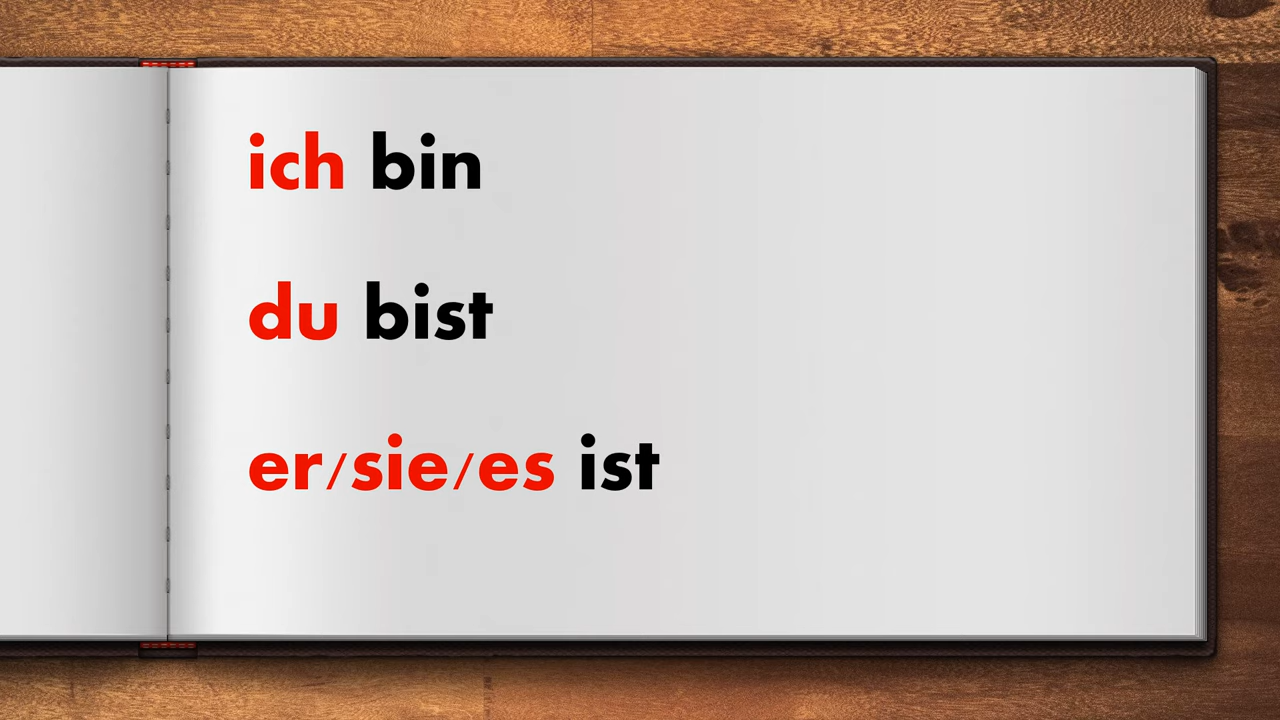 ich bin
du bist
er/sie/es ist